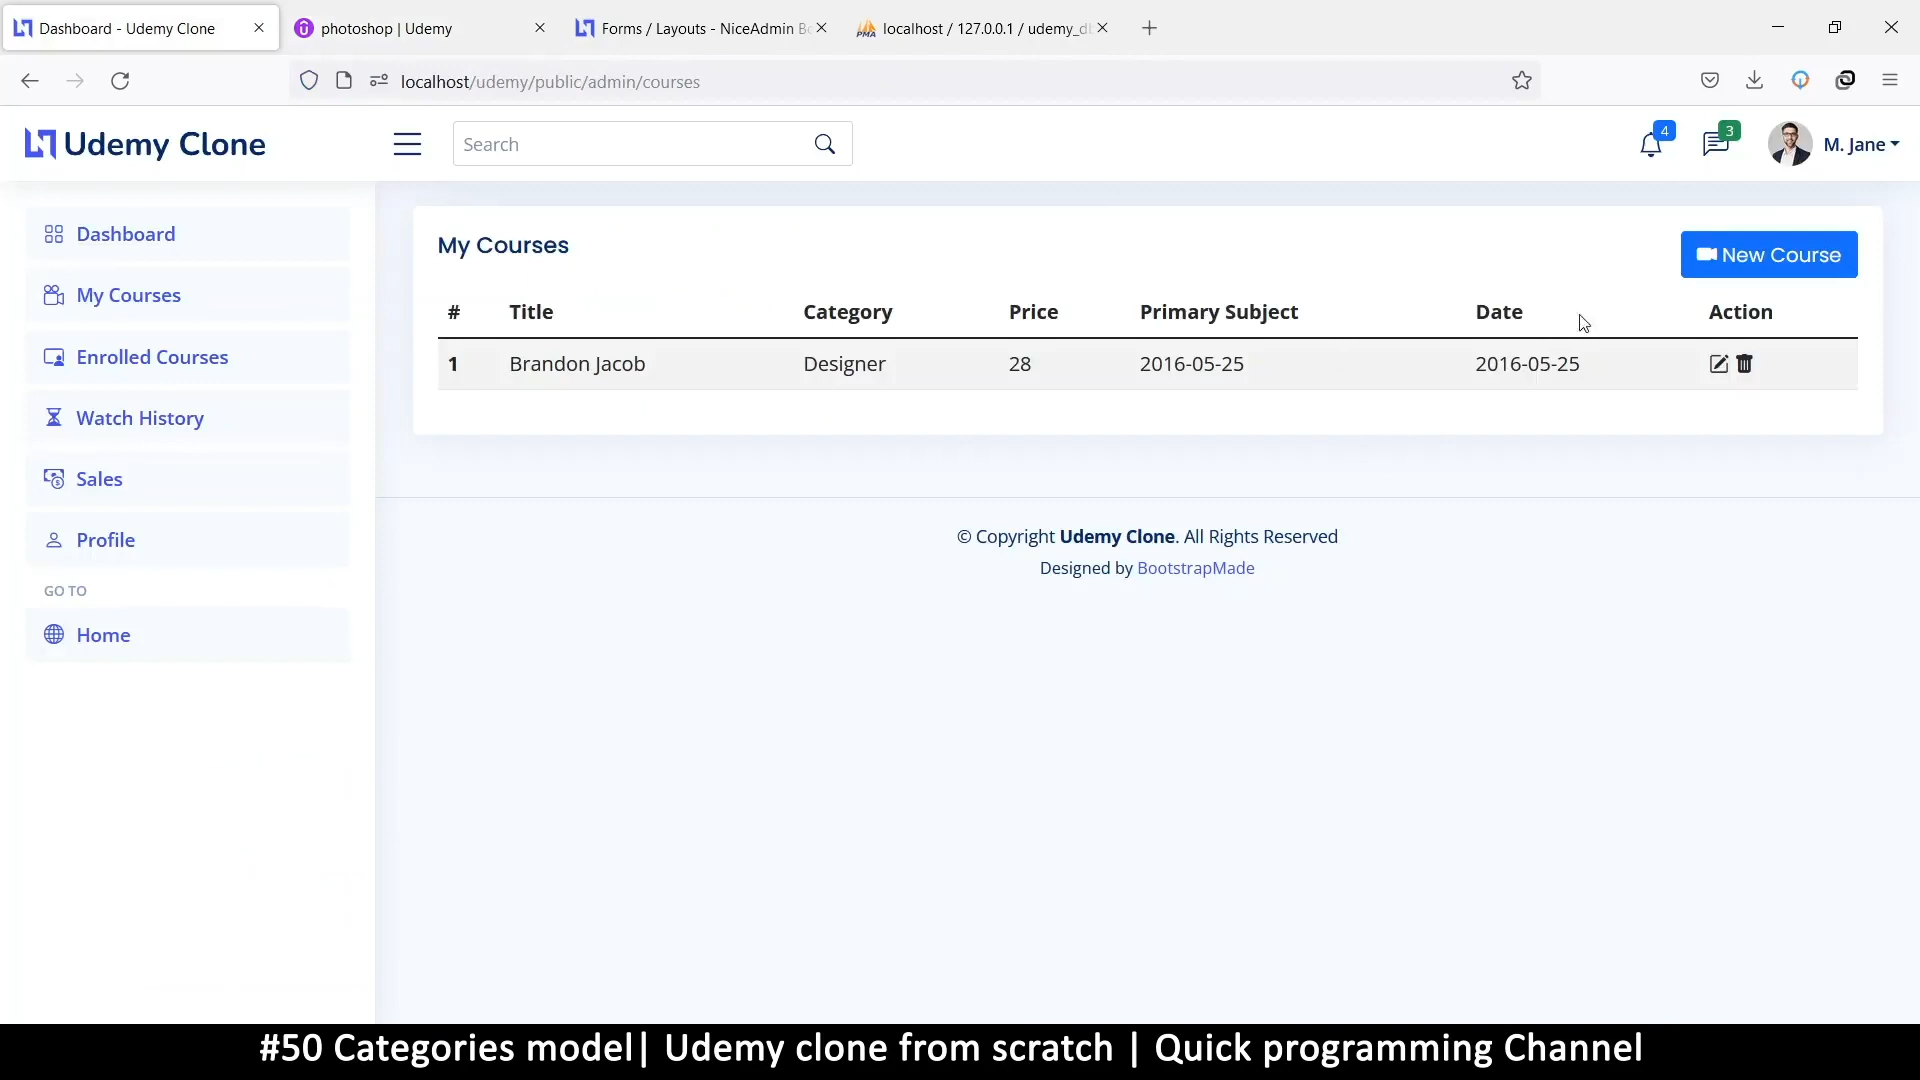 Dashboard - Udemy Clone
photoshop | Udemy
Forms / Layouts - NiceAdmin Bo
localhost / 127.0.0.1 / udemy_d
localhost/udemy/public/admin/courses
Udemy Clone
Search
4
3
M. Jane
Dashboard
My Courses
Enrolled Courses
Watch History
Sales
Profile
GO TO
Home
My Courses
New Course
# Title Category Price Primary Subject Date Action
1 Brandon Jacob Designer 28 2016-05-25 2016-05-25
© Copyright Udemy Clone. All Rights Reserved
Designed by BootstrapMade
#50 Categories model| Udemy clone from scratch | Quick programming Channel